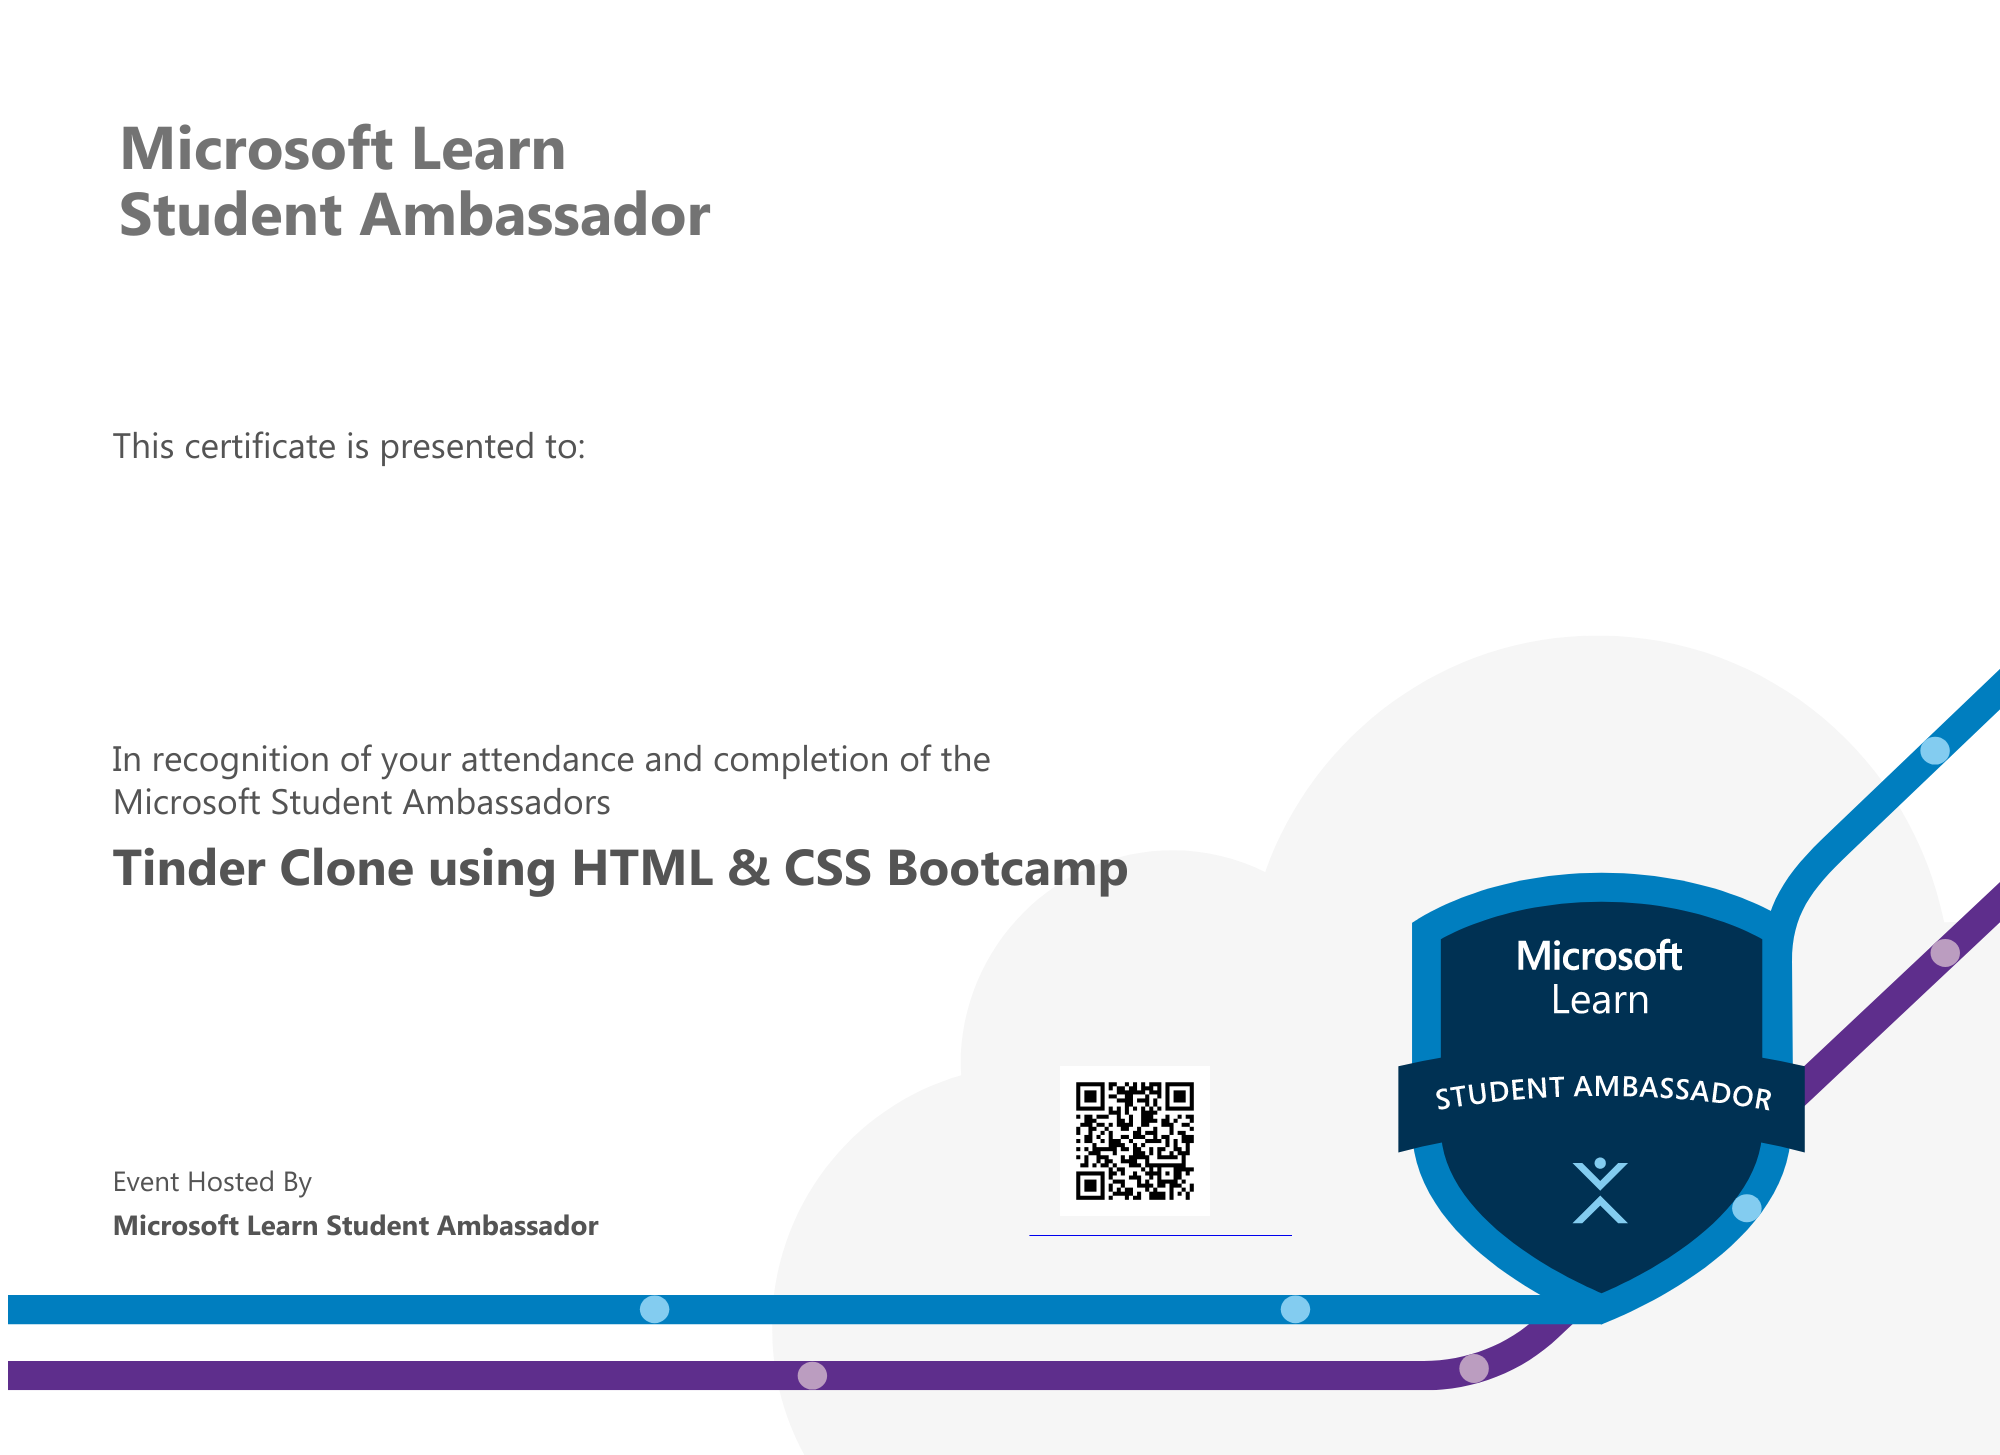 Microsoft Learn
Student Ambassador
This certificate is presented to:
In recognition of your attendance and completion of the
Microsoft Student Ambassadors
Tinder Clone using HTML & CSS Bootcamp
Microsoft
Learn
STUDENT AMBASSADOR
Event Hosted By
Microsoft Learn Student Ambassador